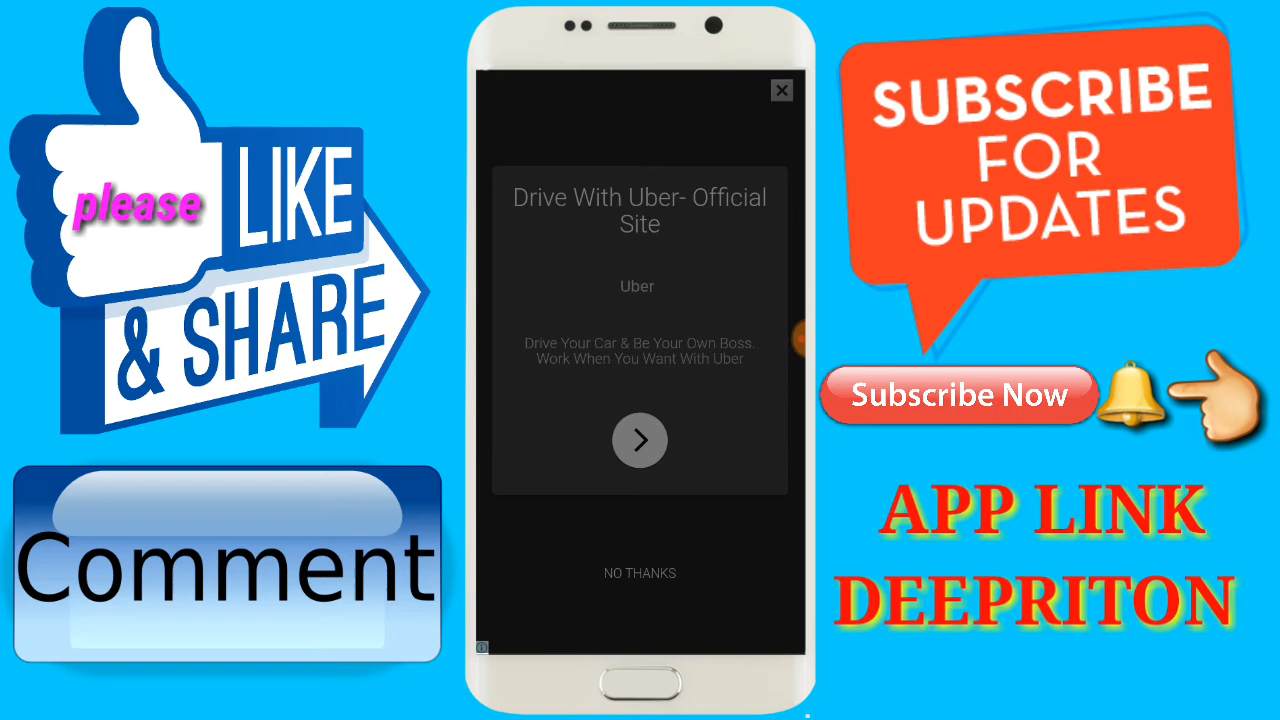 please
LIKE
& SHARE
Comment
Drive With Uber- Official
Site
Uber
Drive Your Car & Be Your Own Boss.
Work When You Want With Uber
NO THANKS
SUBSCRIBE
FOR
UPDATES
Subscribe Now
APP LINK
DEEPRITON